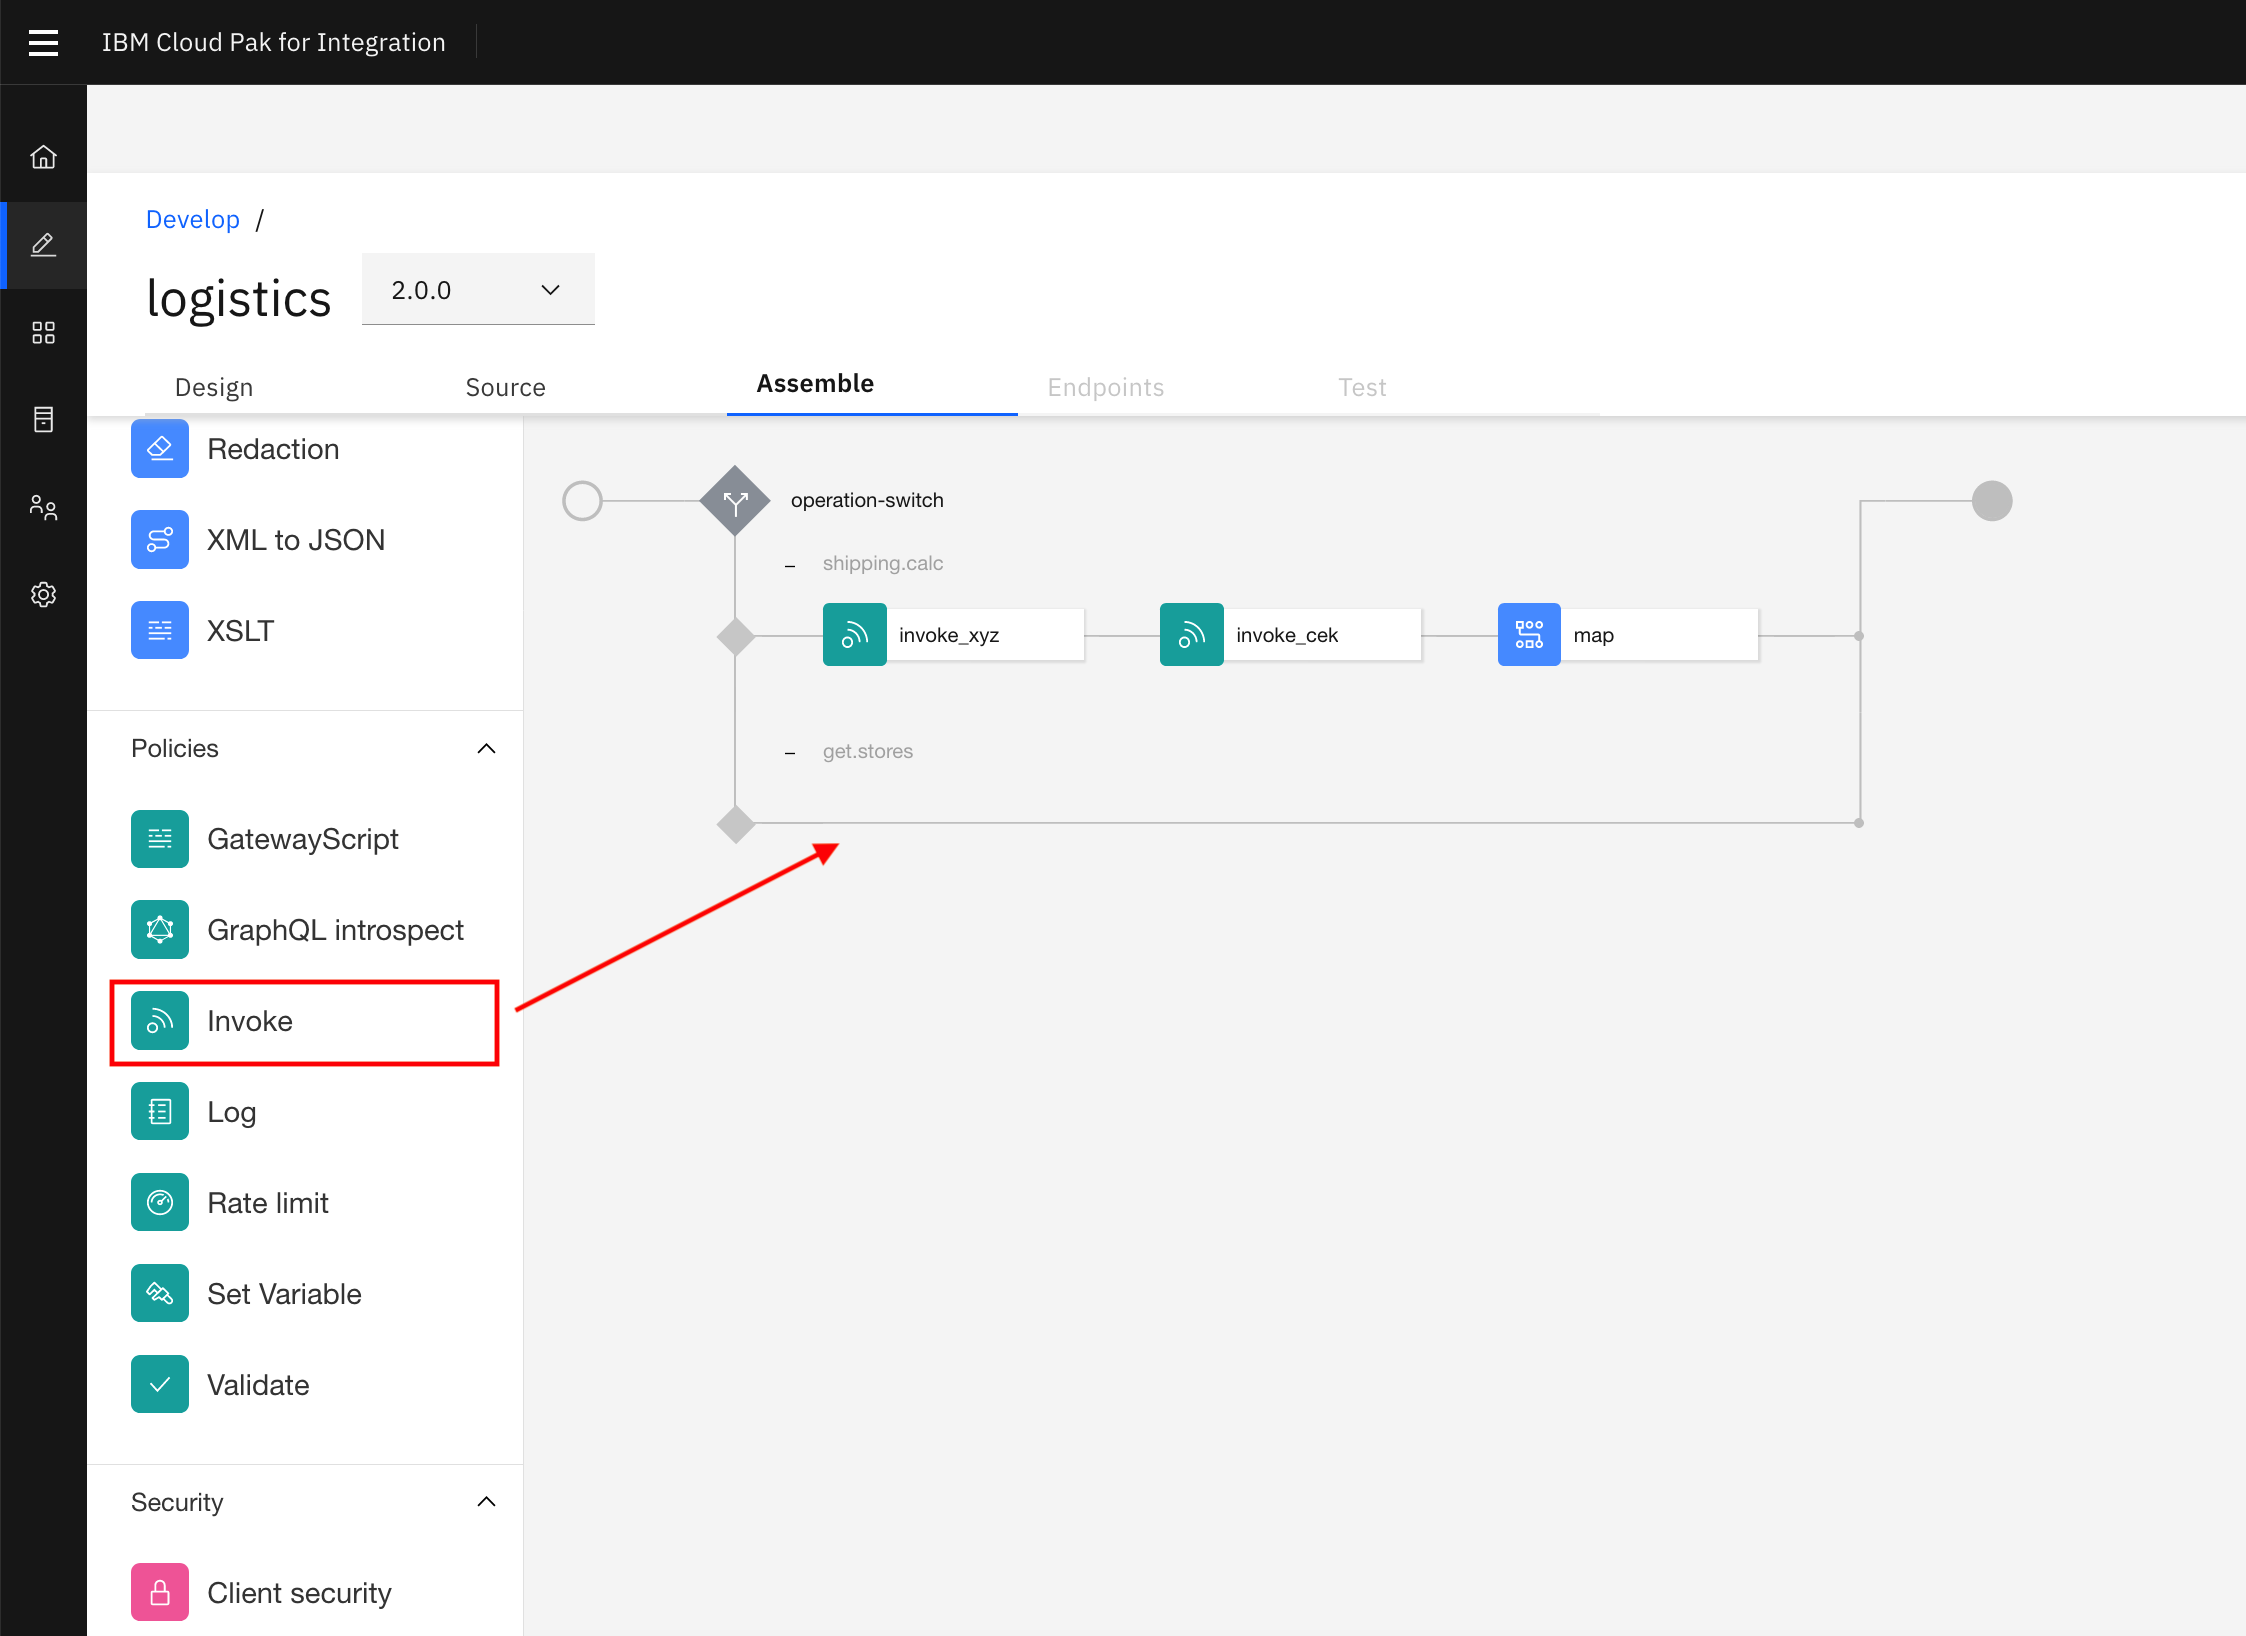 IBM Cloud Pak for Integration
Develop /
logistics
2.0.0
Design
Source
Assemble
Endpoints
Test
Redaction
XML to JSON
XSLT
Policies
GatewayScript
GraphQL introspect
Invoke
Log
Rate limit
Set Variable
Validate
Security
Client security
operation-switch
– shipping.calc
invoke_xyz
invoke_cek
map
– get.stores